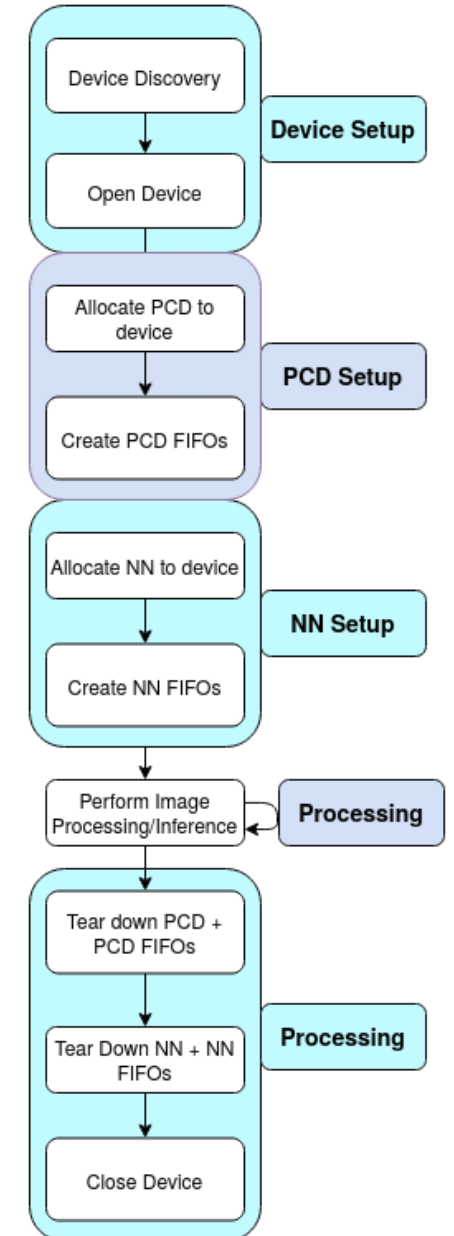 Device Discovery
Device Setup
Open Device
Allocate PCD to
device
PCD Setup
Create PCD FIFOs
Allocate NN to device
NN Setup
Create NN FIFOs
Perform Image
Processing/Inference
Processing
Tear down PCD +
PCD FIFOs
Processing
Tear Down NN + NN
FIFOs
Close Device